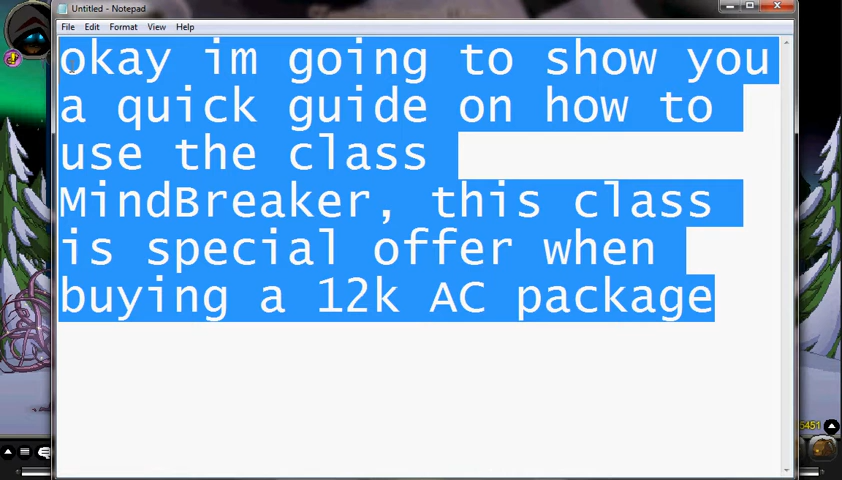 Untitled - Notepad
File Edit Format View Help
okay im going to show you
a quick guide on how to
use the class
MindBreaker, this class
is special offer when
buying a 12k AC package
5451